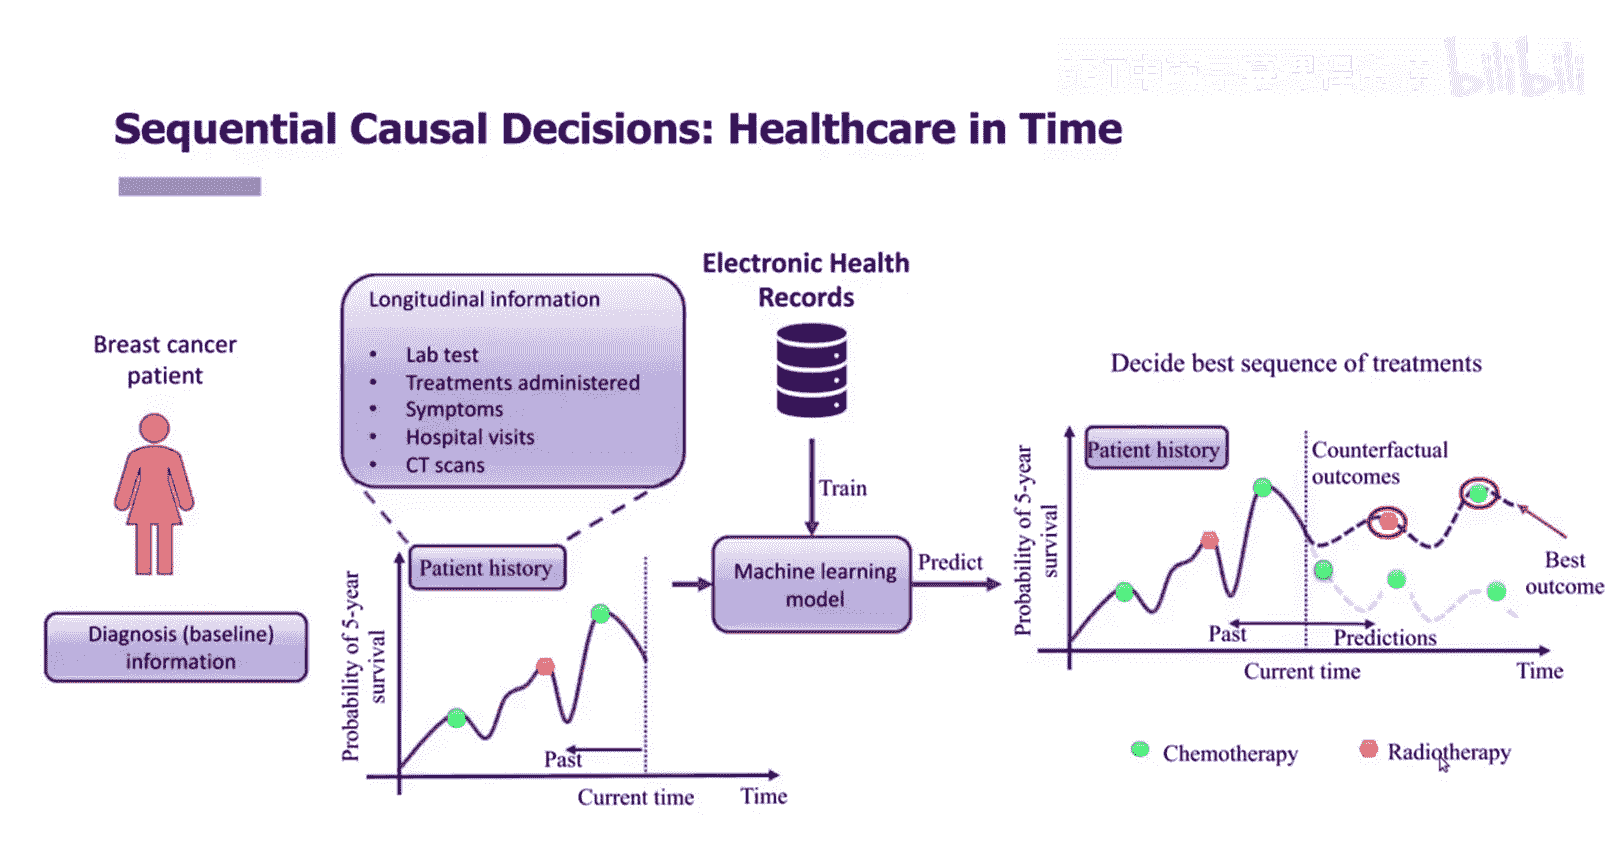 Sequential Causal Decisions: Healthcare in Time
bilibili
Breast cancer
patient
Diagnosis (baseline)
information
Longitudinal information
• Lab test
• Treatments administered
• Symptoms
• Hospital visits
• CT scans
Patient history
Probability of 5-year
survival
Past
Current time
Time
Electronic Health
Records
Train
Machine learning
model
Predict
Decide best sequence of treatments
Patient history
Probability of 5-year
survival
Counterfactual
outcomes
Best
outcome
Past
Predictions
Current time
Time
Chemotherapy
Radiotherapy